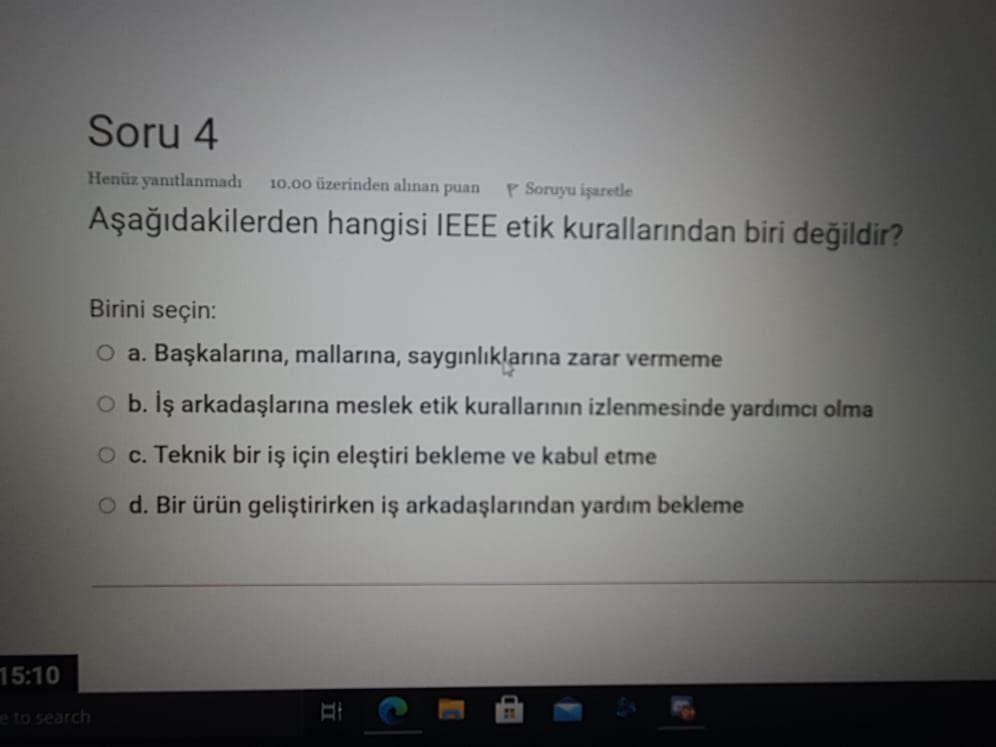 Soru 4
Henüz yanıtlanmadı 10.00 üzerinden alınan puan Soruyu işaretle
Aşağıdakilerden hangisi IEEE etik kurallarından biri değildir?
Birini seçin:
a. Başkalarına, mallarına, saygınlıklarına zarar vermeme
b. İş arkadaşlarına meslek etik kurallarının izlenmesinde yardımcı olma
c. Teknik bir iş için eleştiri bekleme ve kabul etme
d. Bir ürün geliştirirken iş arkadaşlarından yardım bekleme
15:10
e to search